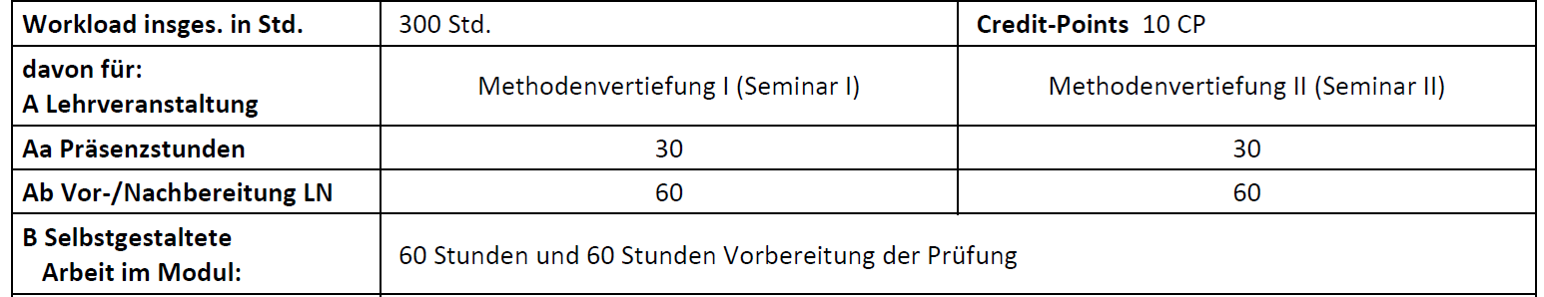 Workload insges. in Std. 300 Std. Credit-Points 10 CP
davon für:
A Lehrveranstaltung Methodenvertiefung I (Seminar I) Methodenvertiefung II (Seminar II)
Aa Präsenzstunden 30 30
Ab Vor-/Nachbereitung LN 60 60
B Selbstgestaltete
Arbeit im Modul: 60 Stunden und 60 Stunden Vorbereitung der Prüfung